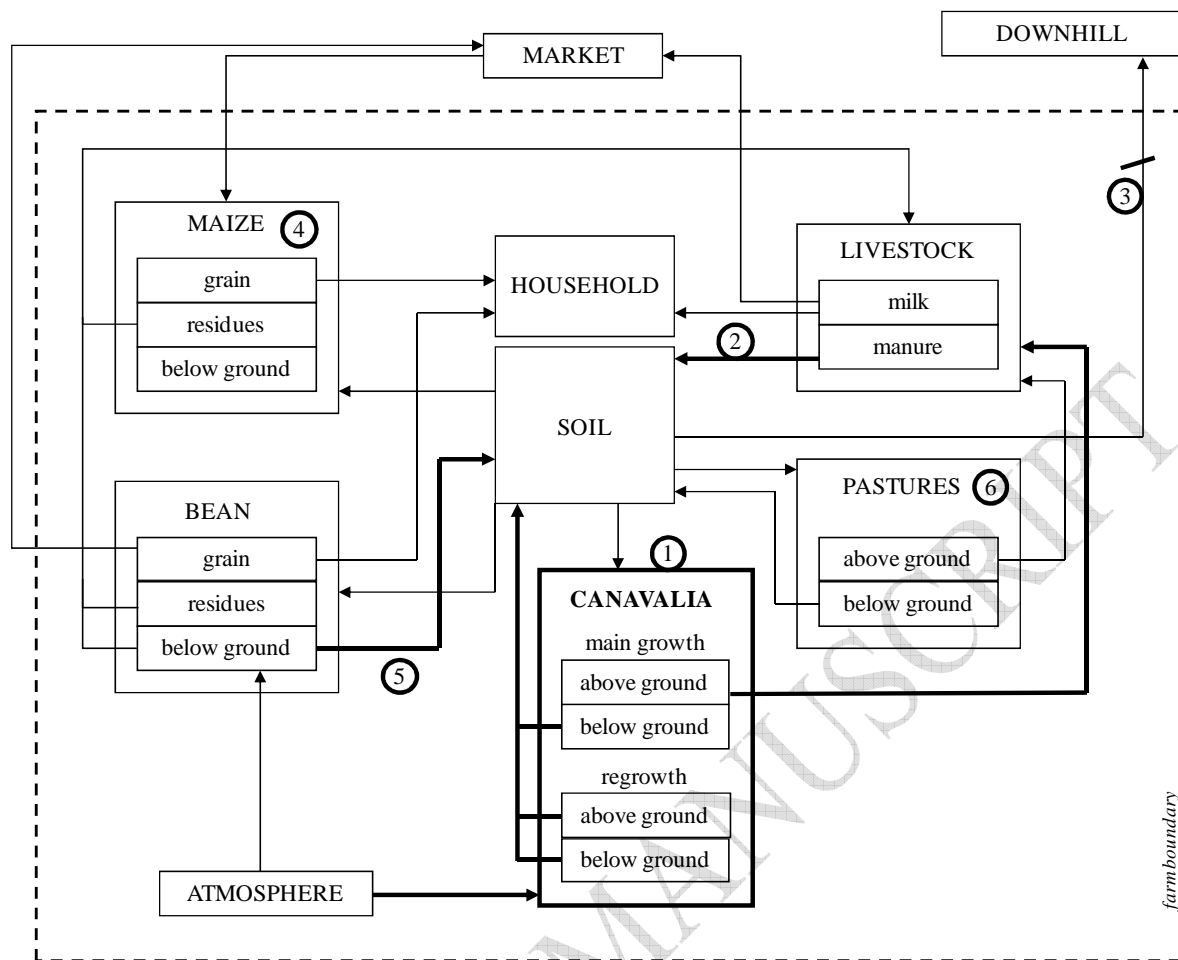 DOWNHILL
MARKET
3
MAIZE
4
grain
residues
below ground
HOUSEHOLD
LIVESTOCK
milk
manure
2
SOIL
BEAN
grain
residues
below ground
5
PASTURES
6
above ground
below ground
1
CANAVALIA
main growth
above ground
below ground
regrowth
above ground
below ground
ATMOSPHERE
farmboundary
MANUSCRIPT